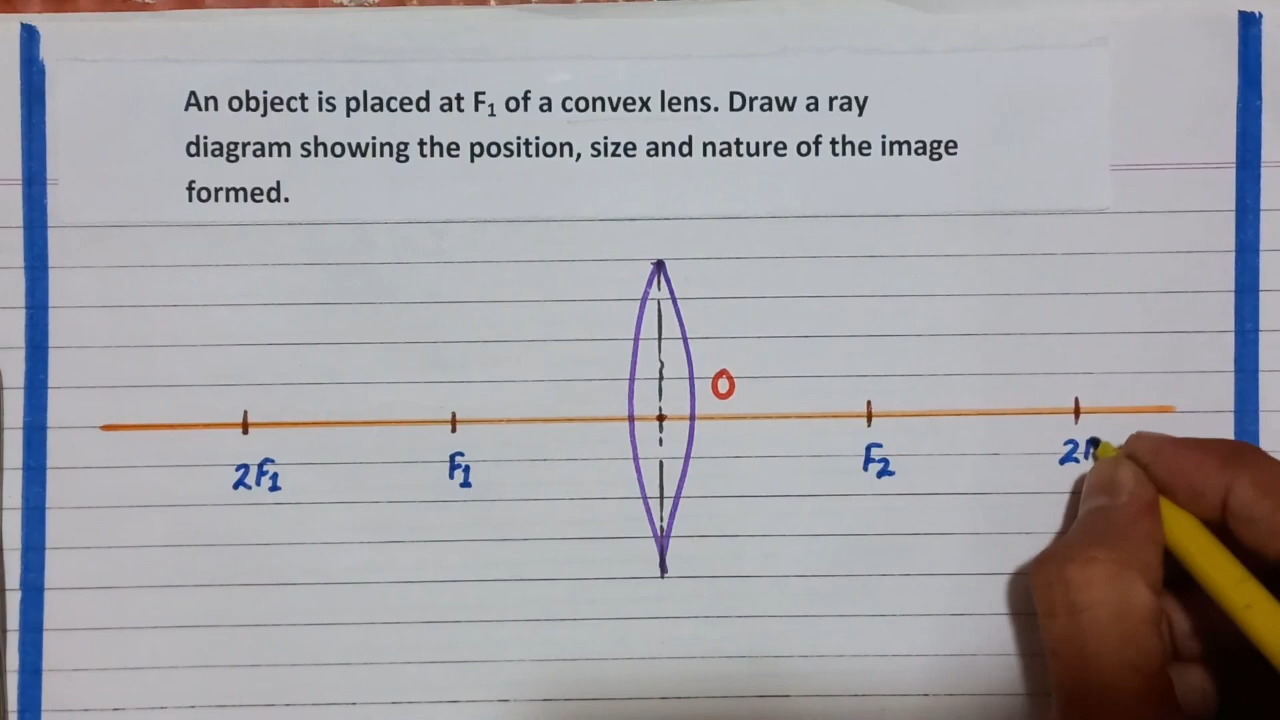 An object is placed at F₁ of a convex lens. Draw a ray
diagram showing the position, size and nature of the image
formed.
O
2F₁ F₁ F₂